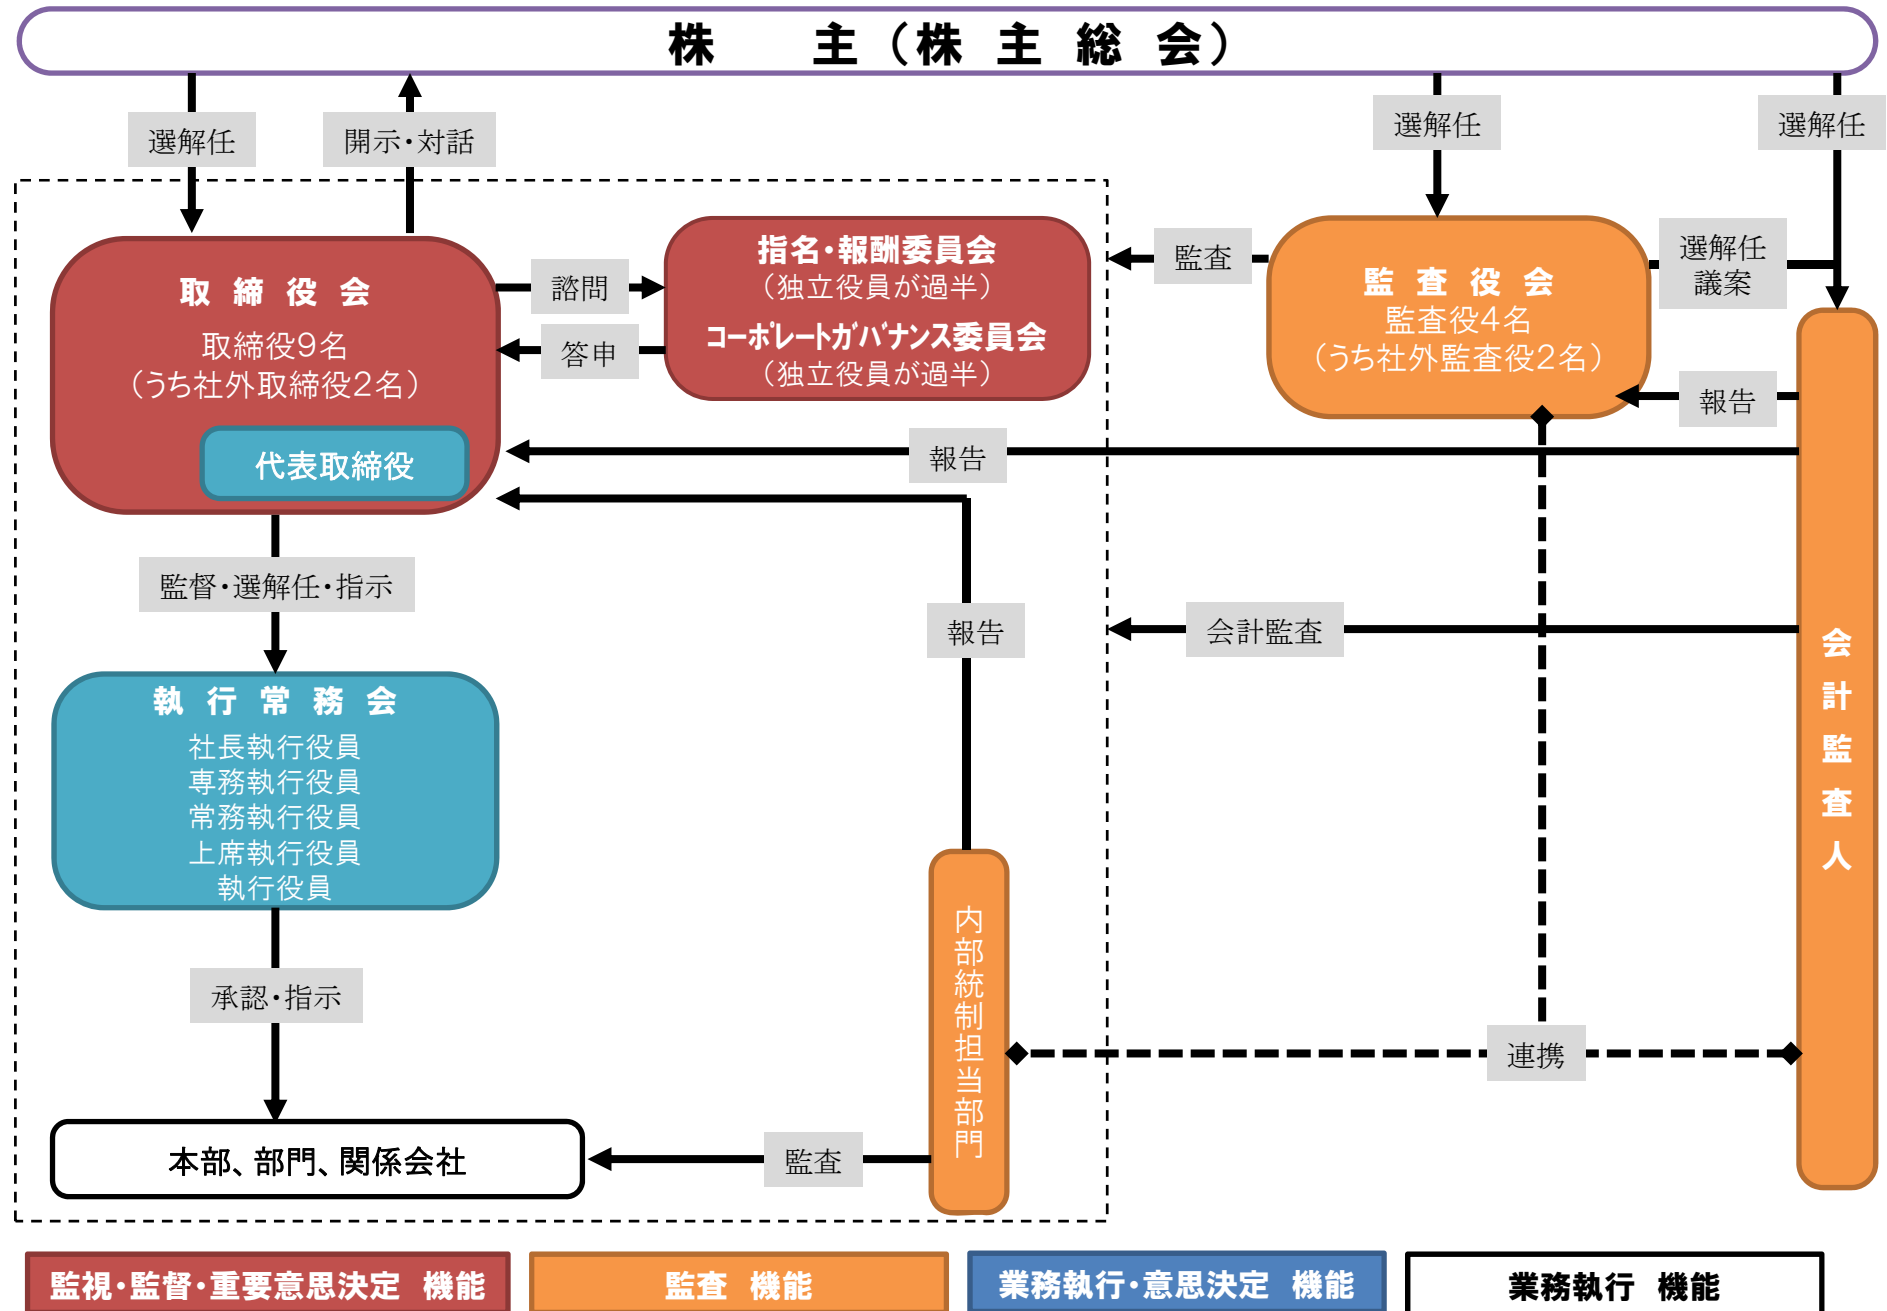 株　主（株 主 総 会）
選解任
開示・対話
選解任
選解任
取 締 役 会
取締役9名
（うち社外取締役2名）
代表取締役
諮問
答申
指名・報酬委員会
（独立役員が過半）
コーポレートガバナンス委員会
（独立役員が過半）
監査
監 査 役 会
監査役4名
（うち社外監査役2名）
選解任
議案
報告
報告
監督・選解任・指示
報告
会計監査
会計監査人
執 行 常 務 会
社長執行役員
専務執行役員
常務執行役員
上席執行役員
執行役員
承認・指示
内部統制担当部門
連携
本部、部門、関係会社
監査
監視・監督・重要意思決定 機能
監査 機能
業務執行・意思決定 機能
業務執行 機能